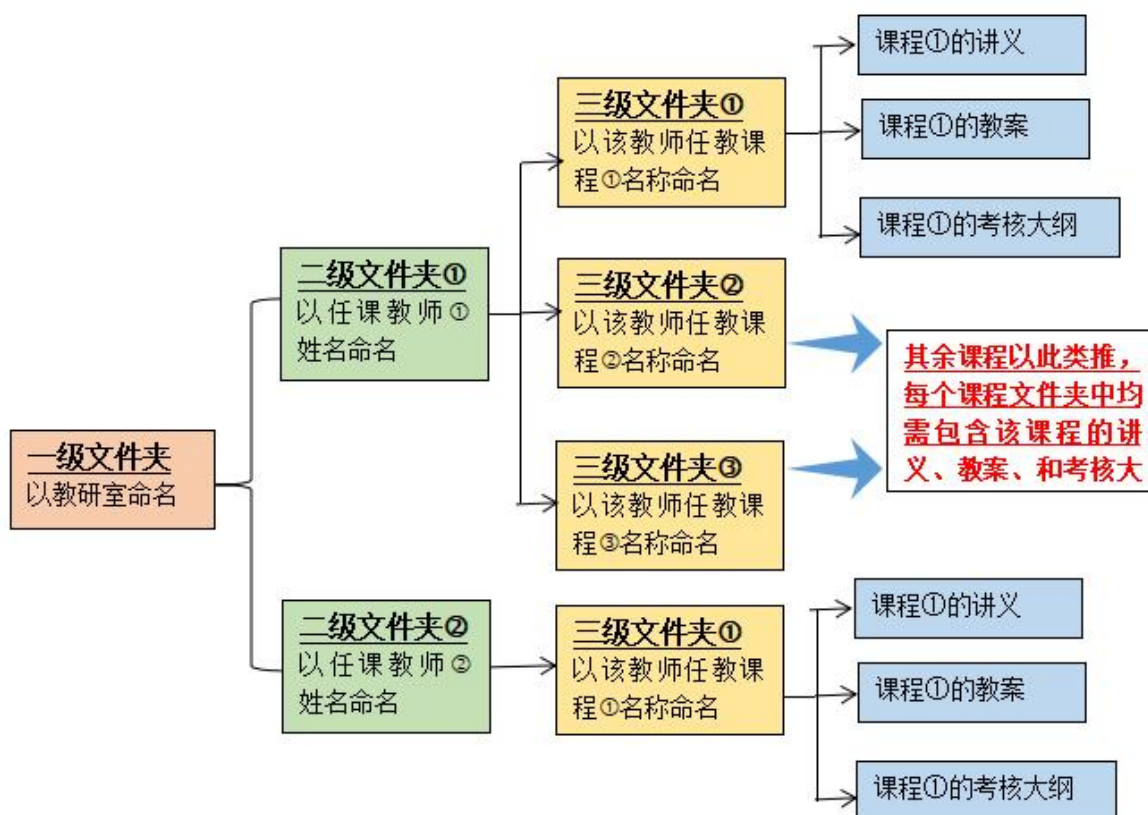 一级文件夹
以教研室命名
二级文件夹①
以任课教师①
姓名命名
三级文件夹①
以该教师任教课
程①名称命名
课程①的讲义
课程①的教案
课程①的考核大纲
三级文件夹②
以该教师任教课
程②名称命名
三级文件夹③
以该教师任教课
程③名称命名
其余课程以此类推，
每个课程文件夹中均
需包含该课程的讲
义、教案、和考核大
二级文件夹②
以任课教师②
姓名命名
三级文件夹①
以该教师任教课
程①名称命名
课程①的讲义
课程①的教案
课程①的考核大纲